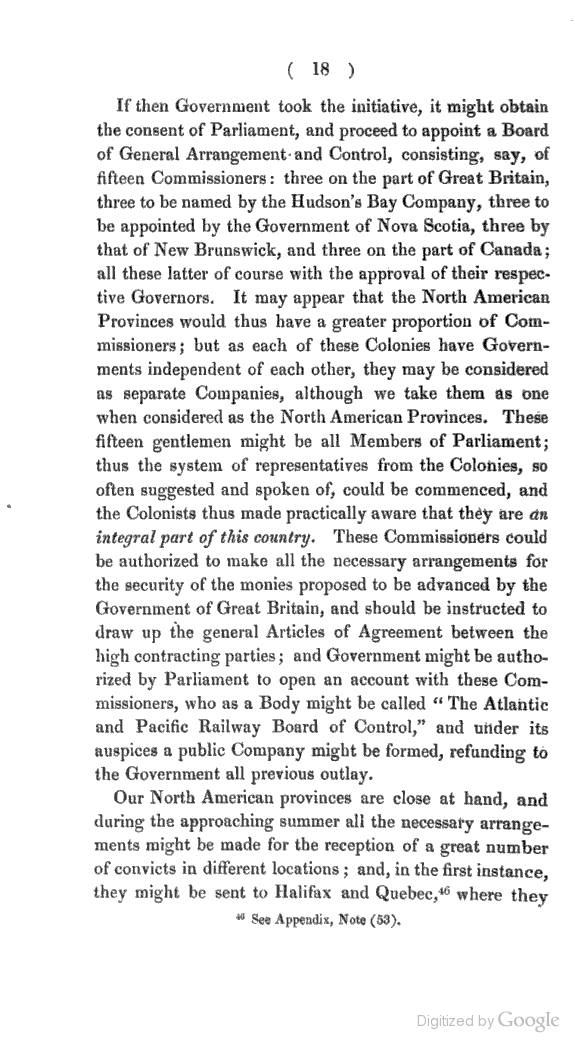 ( 18 )
If then Government took the initiative, it might obtain
the consent of Parliament, and proceed to appoint a Board
of General Arrangement and Control, consisting, say, of
fifteen Commissioners: three on the part of Great Britain,
three to be named by the Hudson's Bay Company, three to
be appointed by the Government of Nova Scotia, three by
that of New Brunswick, and three on the part of Canada;
all these latter of course with the approval of their respec-
tive Governors. It may appear that the North American
Provinces would thus have a greater proportion of Com-
missioners; but as each of these Colonies have Govern-
ments independent of each other, they may be considered
as separate Companies, although we take them as one
when considered as the North American Provinces. These
fifteen gentlemen might be all Members of Parliament;
thus the system of representatives from the Colonies, so
often suggested and spoken of, could be commenced, and
the Colonists thus made practically aware that they are an
integral part of this country. These Commissioners could
be authorized to make all the necessary arrangements for
the security of the monies proposed to be advanced by the
Government of Great Britain, and should be instructed to
draw up the general Articles of Agreement between the
high contracting parties; and Government might be autho-
rized by Parliament to open an account with these Com-
missioners, who as a Body might be called "The Atlantic
and Pacific Railway Board of Control," and under its
auspices a public Company might be formed, refunding to
the Government all previous outlay.
Our North American provinces are close at hand, and
during the approaching summer all the necessary arrange-
ments might be made for the reception of a great number
of convicts in different locations; and, in the first instance,
they might be sent to Halifax and Quebec,46 where they
46 See Appendix, Note (53).
Digitized by Google